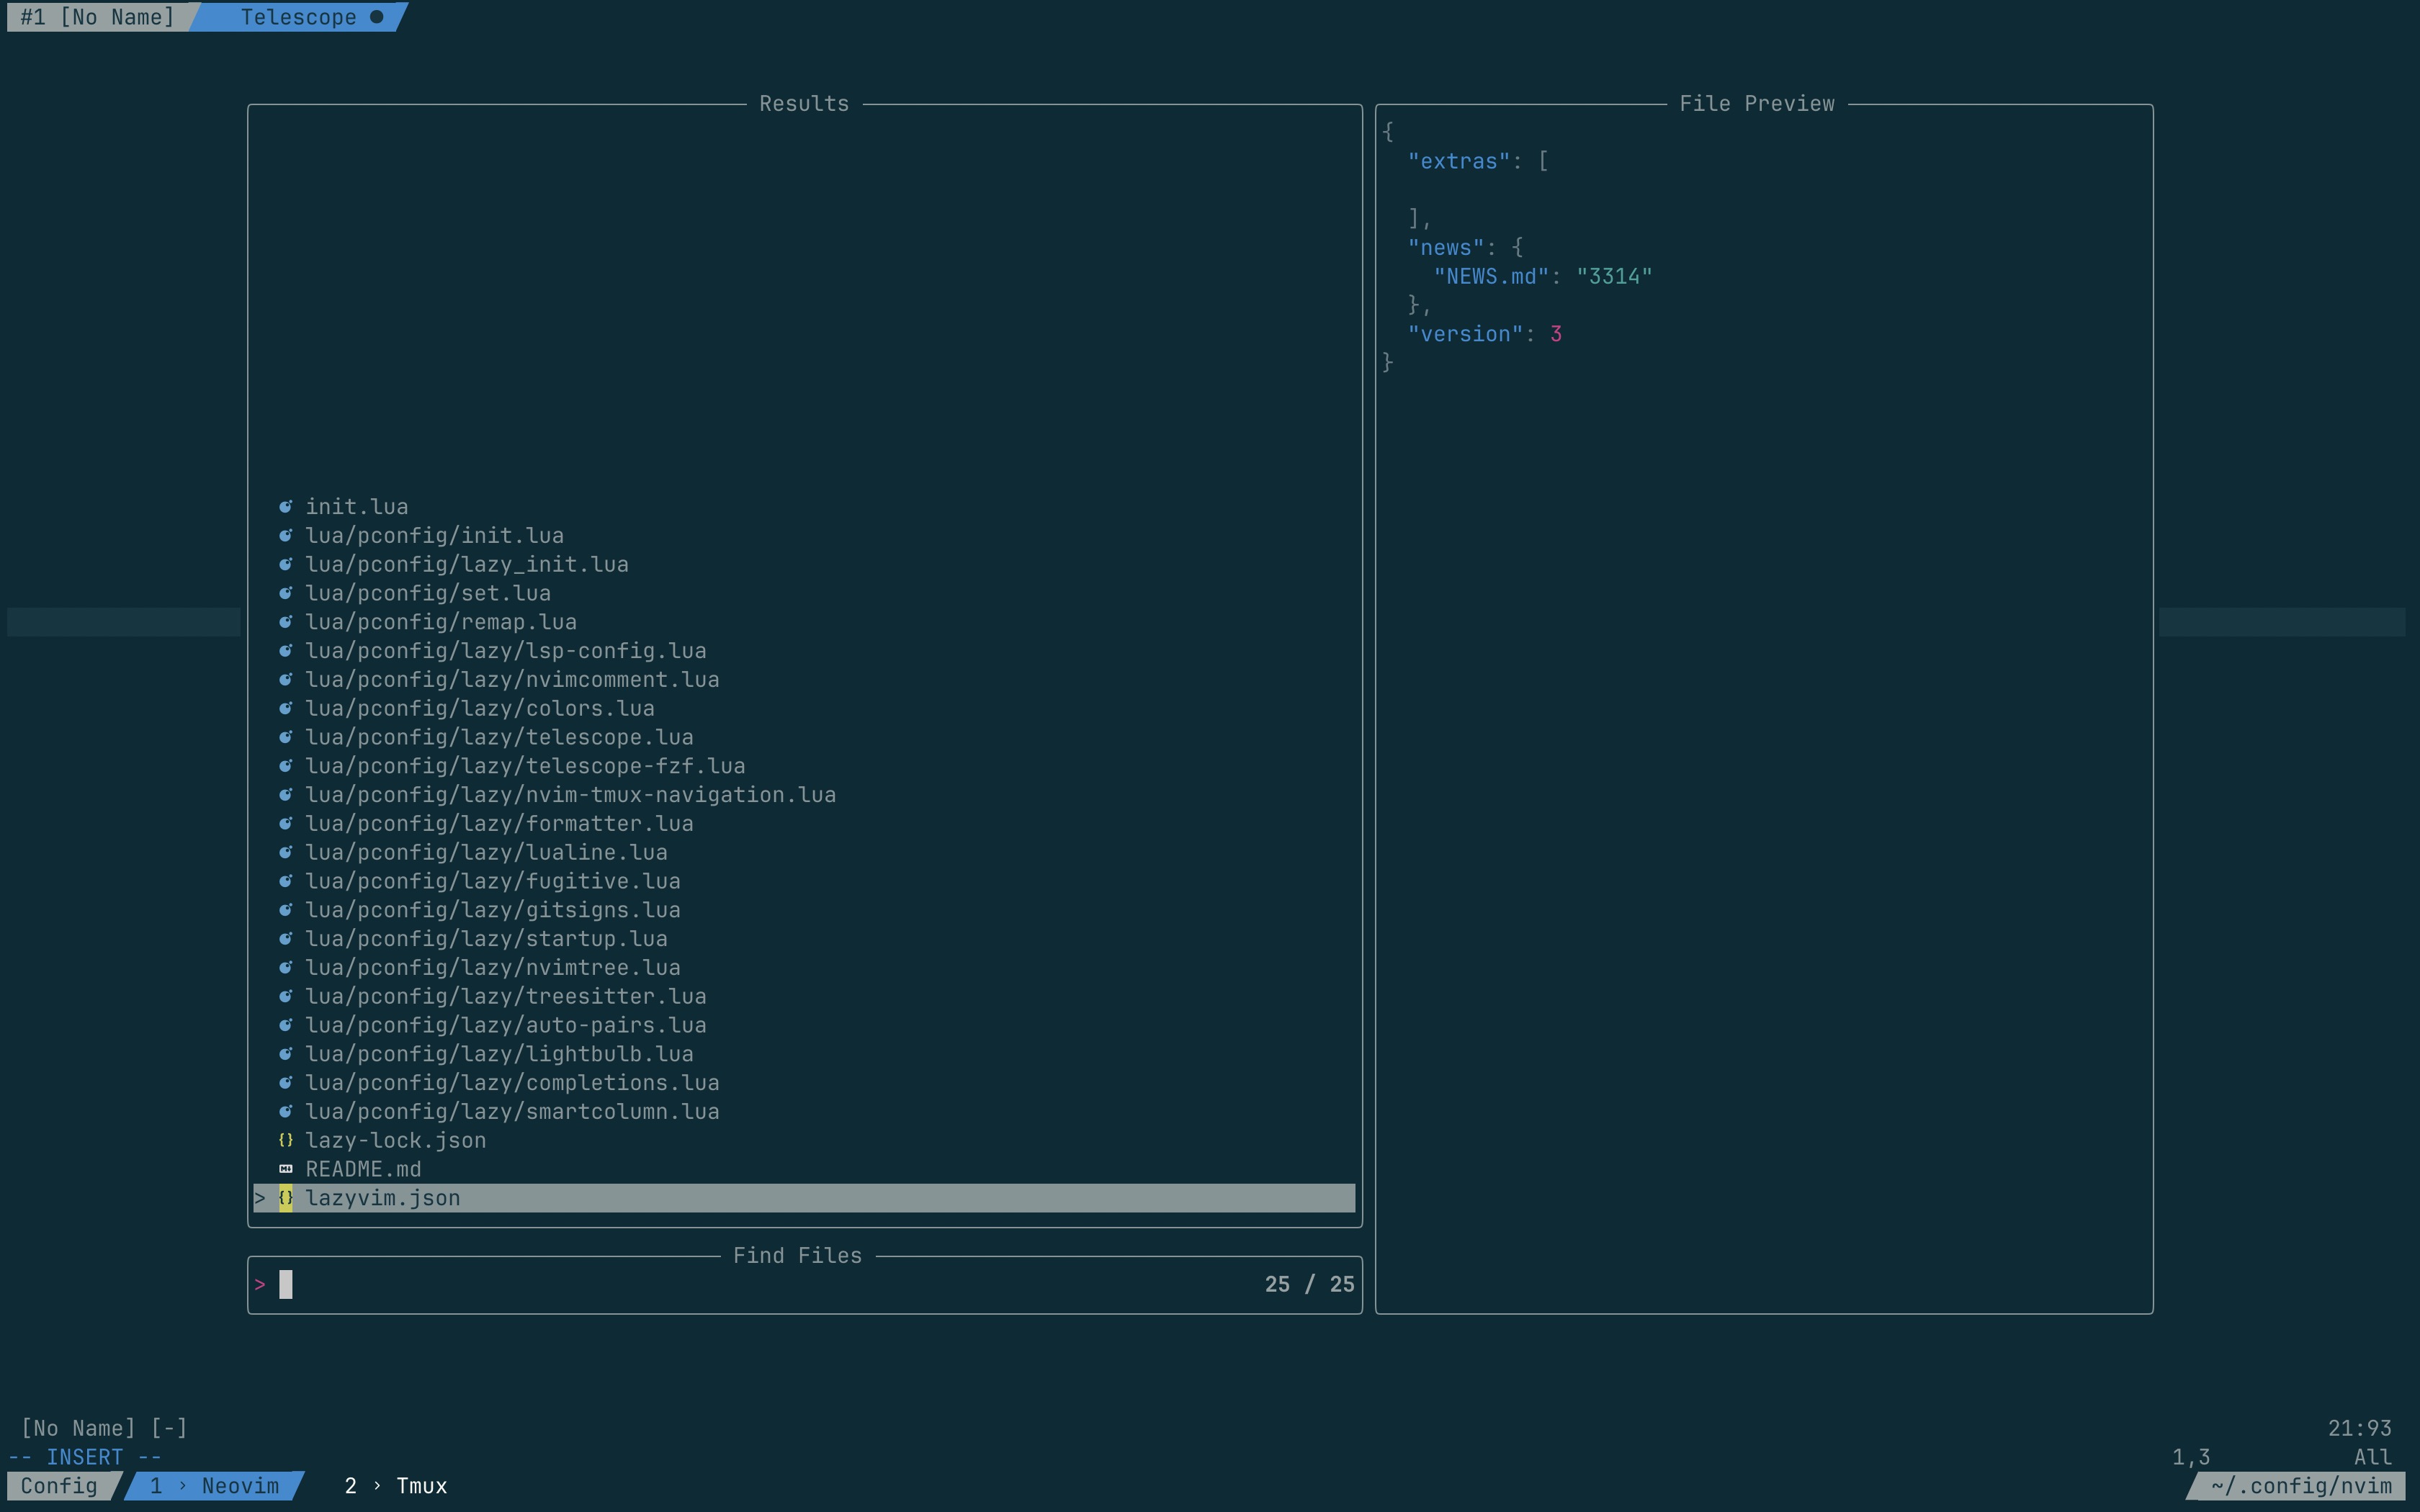 #1 [No Name] Telescope ●
Results
init.lua
lua/pconfig/init.lua
lua/pconfig/lazy_init.lua
lua/pconfig/set.lua
lua/pconfig/remap.lua
lua/pconfig/lazy/lsp-config.lua
lua/pconfig/lazy/nvimcomment.lua
lua/pconfig/lazy/colors.lua
lua/pconfig/lazy/telescope.lua
lua/pconfig/lazy/telescope-fzf.lua
lua/pconfig/lazy/nvim-tmux-navigation.lua
lua/pconfig/lazy/formatter.lua
lua/pconfig/lazy/lualine.lua
lua/pconfig/lazy/fugitive.lua
lua/pconfig/lazy/gitsigns.lua
lua/pconfig/lazy/startup.lua
lua/pconfig/lazy/nvimtree.lua
lua/pconfig/lazy/treesitter.lua
lua/pconfig/lazy/auto-pairs.lua
lua/pconfig/lazy/lightbulb.lua
lua/pconfig/lazy/completions.lua
lua/pconfig/lazy/smartcolumn.lua
{} lazy-lock.json
README.md
> {} lazyvim.json
Find Files
> 25 / 25
File Preview
{
"extras": [
],
"news": {
"NEWS.md": "3314"
},
"version": 3
}
[No Name] [-] 21:93
-- INSERT -- 1,3 All
Config 1 › Neovim 2 › Tmux ~/.config/nvim